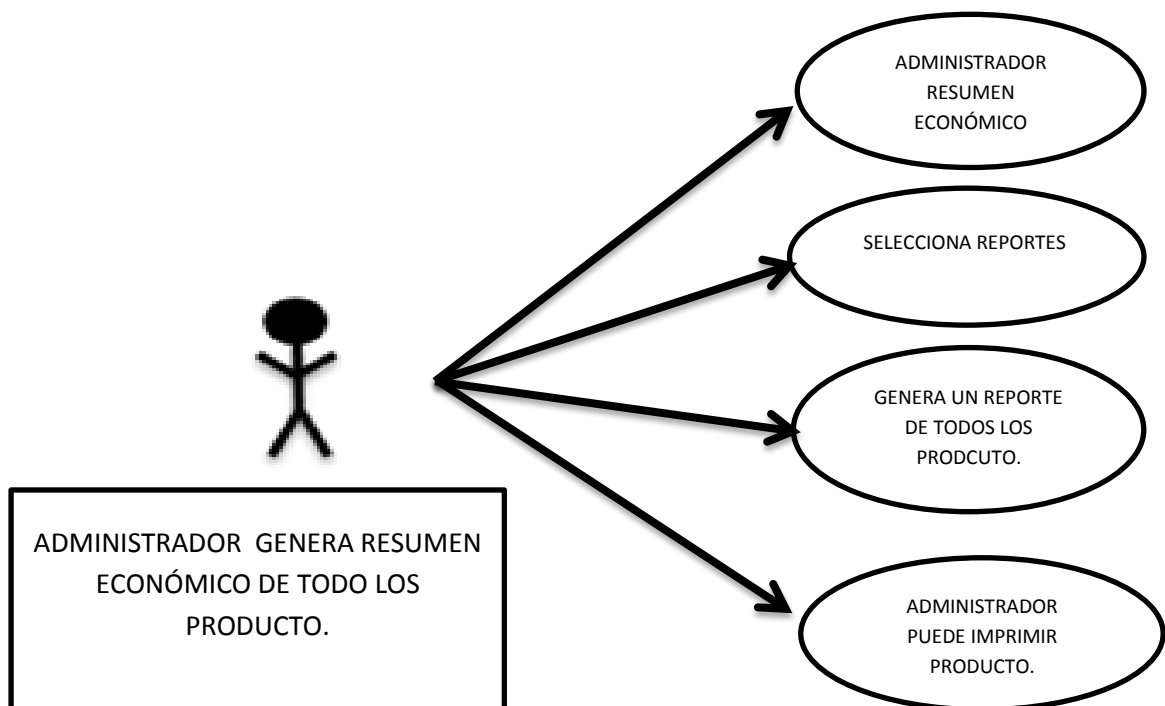 ADMINISTRADOR
RESUMEN
ECONÓMICO
SELECCIONA REPORTES
GENERA UN REPORTE
DE TODOS LOS
PRODCUTO.
ADMINISTRADOR GENERA RESUMEN
ECONÓMICO DE TODO LOS
PRODUCTO.
ADMINISTRADOR
PUEDE IMPRIMIR
PRODUCTO.